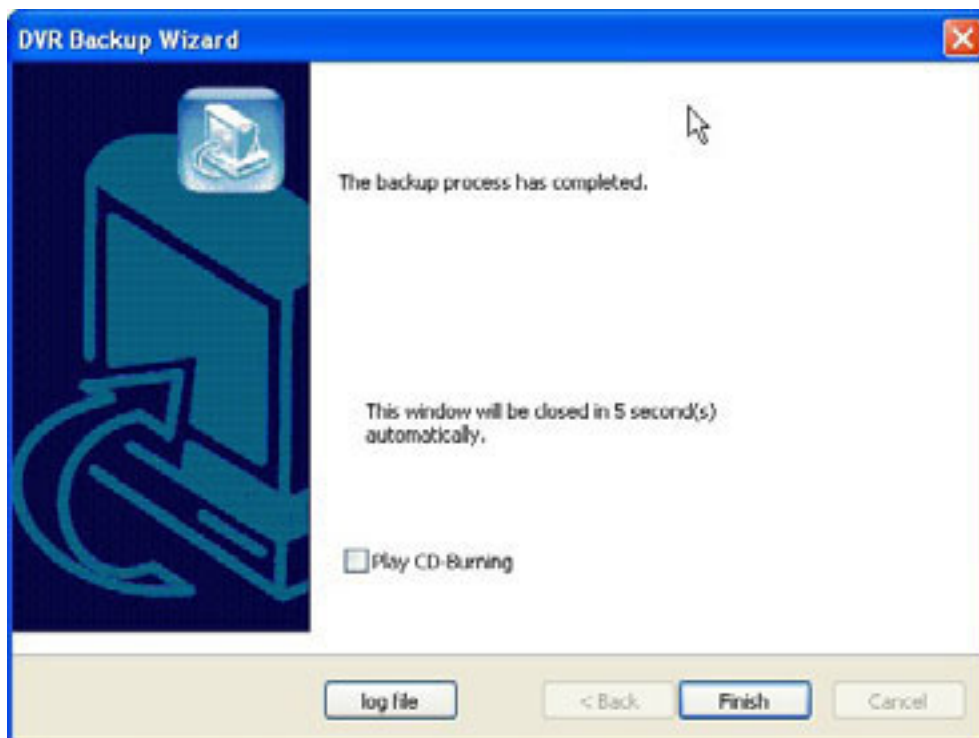 DVR Backup Wizard
The backup process has completed.
This window will be closed in 5 second(s)
automatically.
Play CD-Burning
log file
< Back
Finish
Cancel